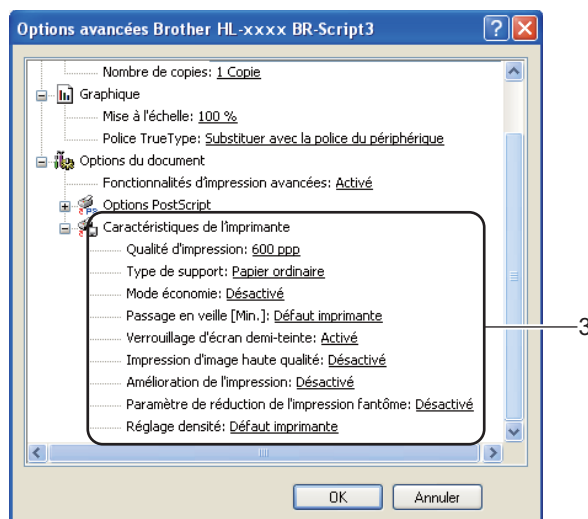 Options avancées Brother HL-xxxx BR-Script3
Nombre de copies: 1 Copie
Graphique
Mise à l'échelle: 100 %
Police TrueType: Substituer avec la police du périphérique
Options du document
Fonctionnalités d'impression avancées: Activé
Options PostScript
Caractéristiques de l'imprimante
Qualité d'impression: 600 ppp
Type de support: Papier ordinaire
Mode économie: Désactivé
Passage en veille [Min.]: Défaut imprimante
Verrouillage d'écran demi-teinte: Activé
Impression d'image haute qualité: Désactivé
Amélioration de l'impression: Désactivé
Paramètre de réduction de l'impression fantôme: Désactivé
Réglage densité: Défaut imprimante
3
OK Annuler